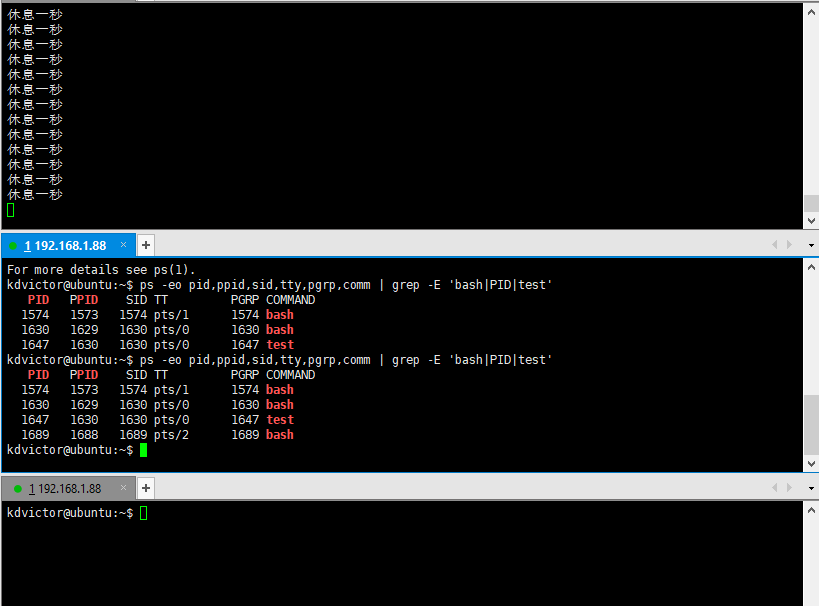 休息一秒
休息一秒
休息一秒
休息一秒
休息一秒
休息一秒
休息一秒
休息一秒
休息一秒
休息一秒
休息一秒
休息一秒
休息一秒
1 192.168.1.88 × +
For more details see ps(1).
kdvictor@ubuntu:~$ ps -eo pid,ppid,sid,tty,pgrp,comm | grep -E 'bash|PID|test'
PID PPID SID TT PGRP COMMAND
1574 1573 1574 pts/1 1574 bash
1630 1629 1630 pts/0 1630 bash
1647 1630 1630 pts/0 1647 test
kdvictor@ubuntu:~$ ps -eo pid,ppid,sid,tty,pgrp,comm | grep -E 'bash|PID|test'
PID PPID SID TT PGRP COMMAND
1574 1573 1574 pts/1 1574 bash
1630 1629 1630 pts/0 1630 bash
1647 1630 1630 pts/0 1647 test
1689 1688 1689 pts/2 1689 bash
kdvictor@ubuntu:~$
1 192.168.1.88 × +
kdvictor@ubuntu:~$